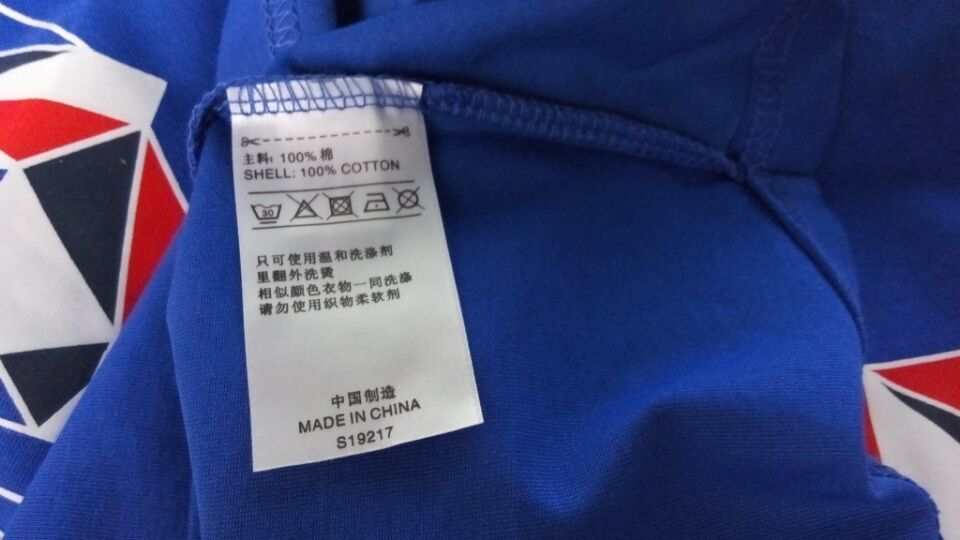 主料: 100% 棉
SHELL: 100% COTTON
30
只可使用温和洗涤剂
里翻外洗烫
相似颜色衣物一同洗涤
请勿使用织物柔软剂
中国制造
MADE IN CHINA
S19217